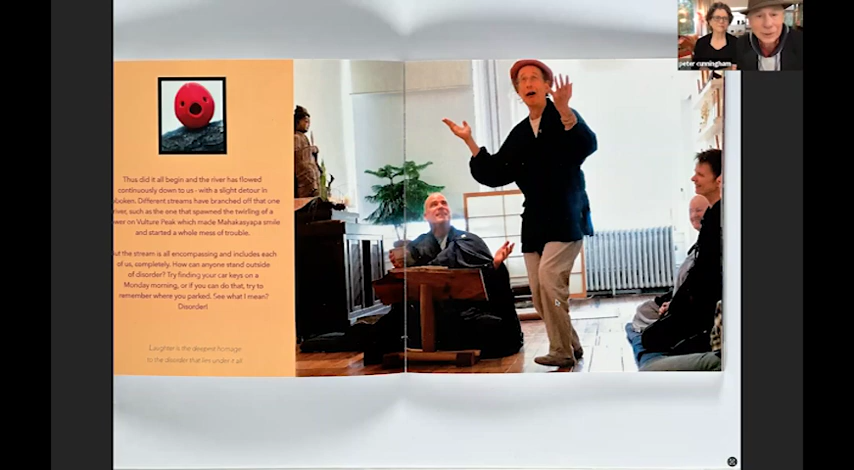 peter cunningham
Thus did it all begin and the river has flowed
continuously down to us - with a slight detour in
oboken. Different streams have branched off that one
river, such as the one that spawned the twirling of a
wer on Vulture Peak which made Mahakasyapa smile
and started a whole mess of trouble.
ut the stream is all encompassing and includes each
of us, completely. How can anyone stand outside
of disorder? Try finding your car keys on a
Monday morning, or if you can do that, try to
remember where you parked. See what I mean?
Disorder!
Laughter is the deepest homage
to the disorder that lies under it all